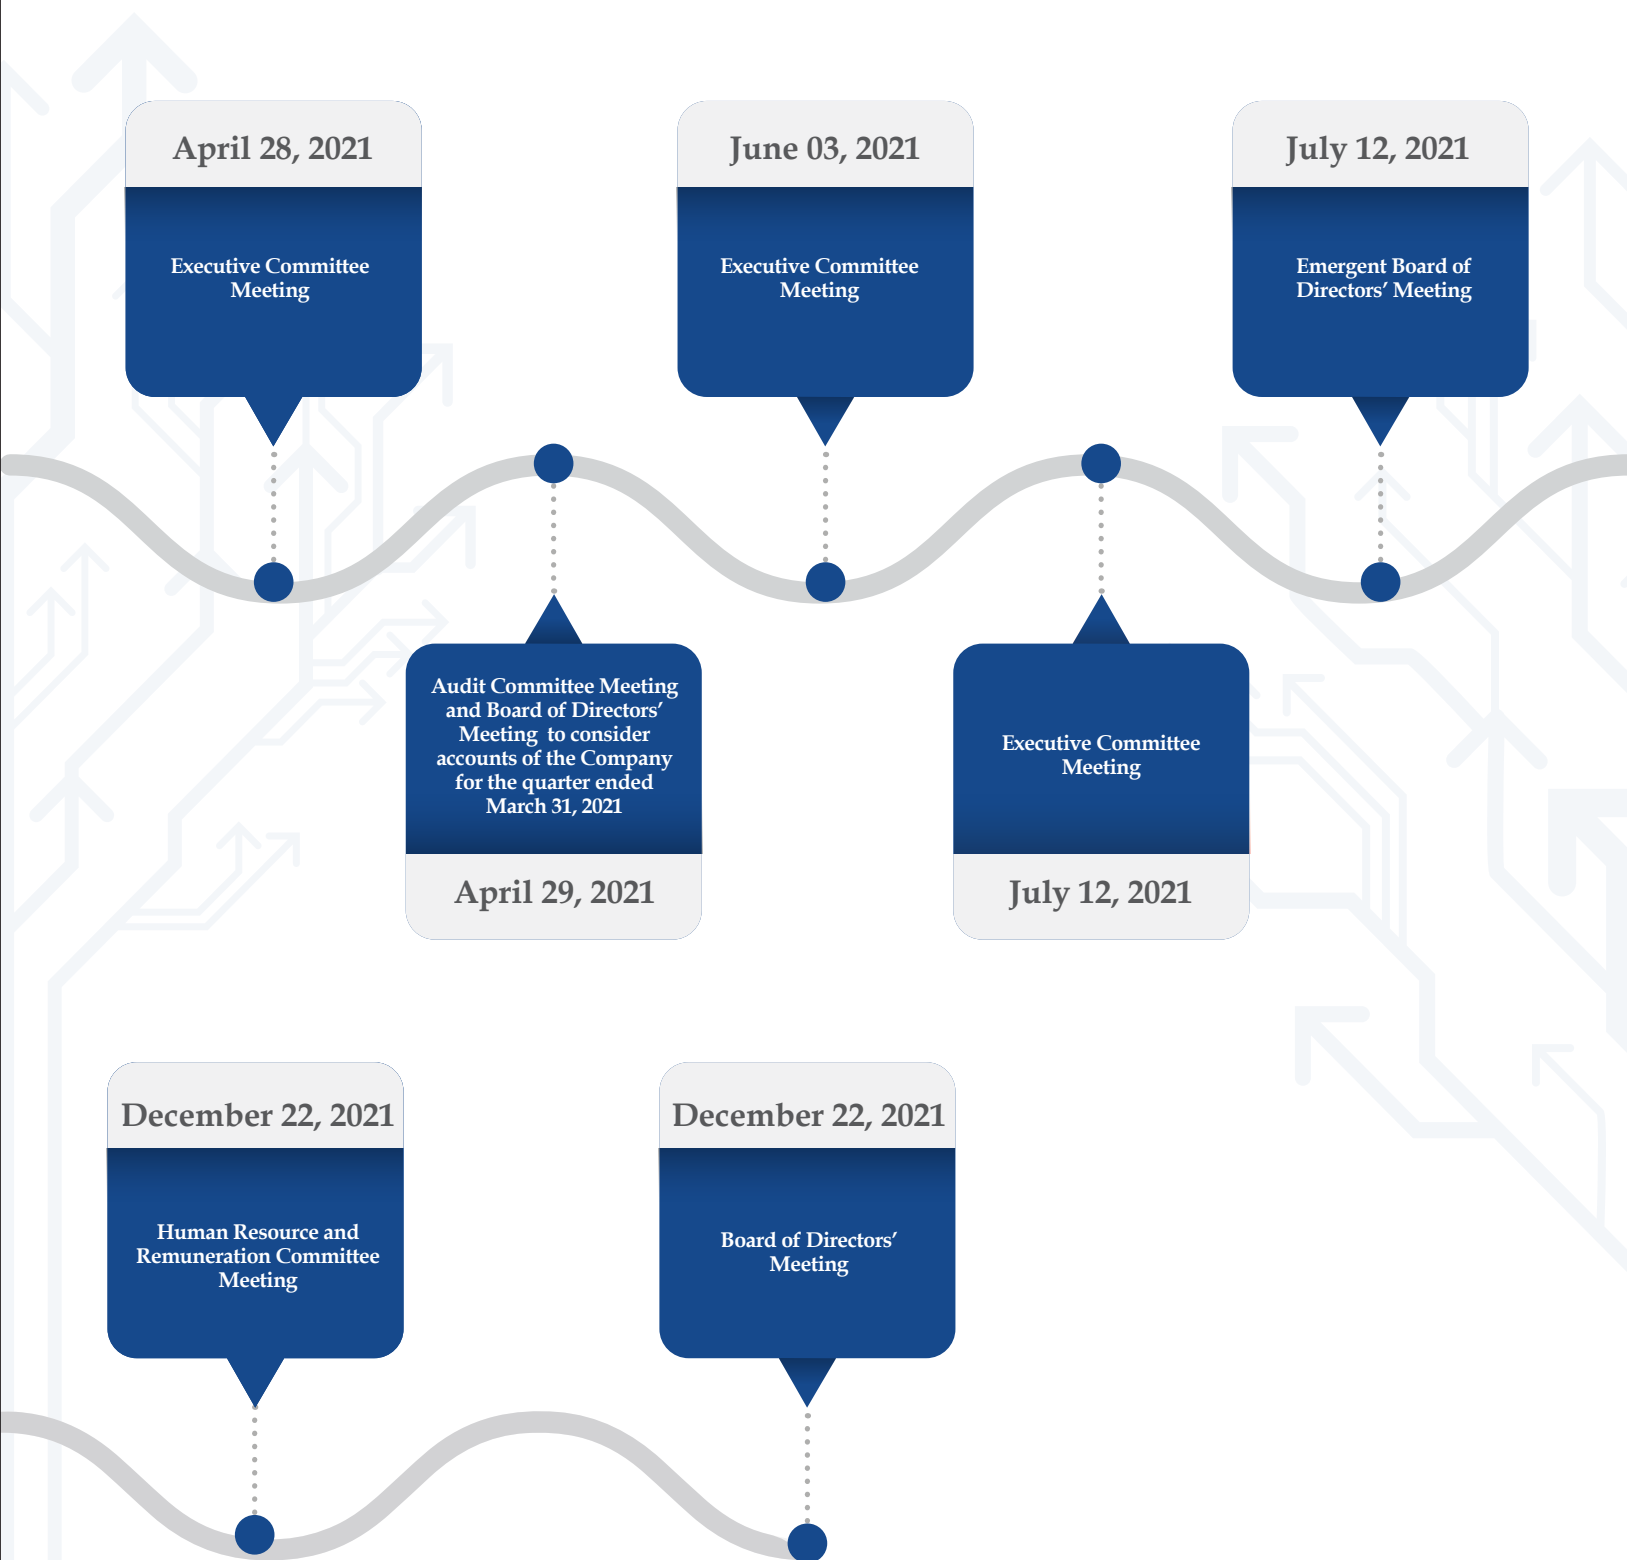 April 28, 2021
Executive Committee
Meeting
Audit Committee Meeting
and Board of Directors’
Meeting to consider
accounts of the Company
for the quarter ended
March 31, 2021
April 29, 2021
June 03, 2021
Executive Committee
Meeting
Executive Committee
Meeting
July 12, 2021
July 12, 2021
Emergent Board of
Directors’ Meeting
December 22, 2021
Human Resource and
Remuneration Committee
Meeting
December 22, 2021
Board of Directors’
Meeting